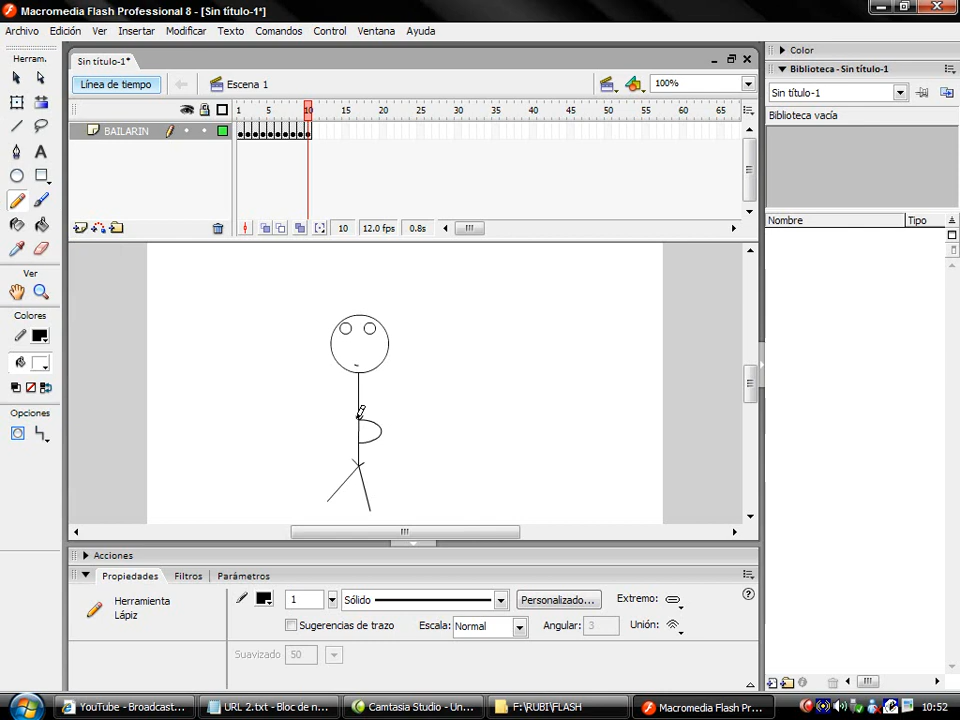 Macromedia Flash Professional 8 - [Sin título-1*]
Archivo Edición Ver Insertar Modificar Texto Comandos Control Ventana Ayuda
Herram.
Sin título-1*
Color
Biblioteca - Sin título-1
Línea de tiempo
Escena 1
100%
Sin título-1
Biblioteca vacía
1 5 10 15 20 25 30 35 40 45 50 55 60 65
BAILARIN
Nombre Tipo
10 12.0 fps 0.8s
Ver
Colores
Opciones
Acciones
Propiedades Filtros Parámetros
Herramienta
Lápiz
1
Sólido
Personalizado...
Extremo:
Sugerencias de trazo
Escala: Normal
Angular: 3
Unión:
Suavizado 50
YouTube - Broadcast...
URL 2.txt - Bloc de n...
Camtasia Studio - Un...
F:\RUBI\FLASH
Macromedia Flash Pro...
10:52